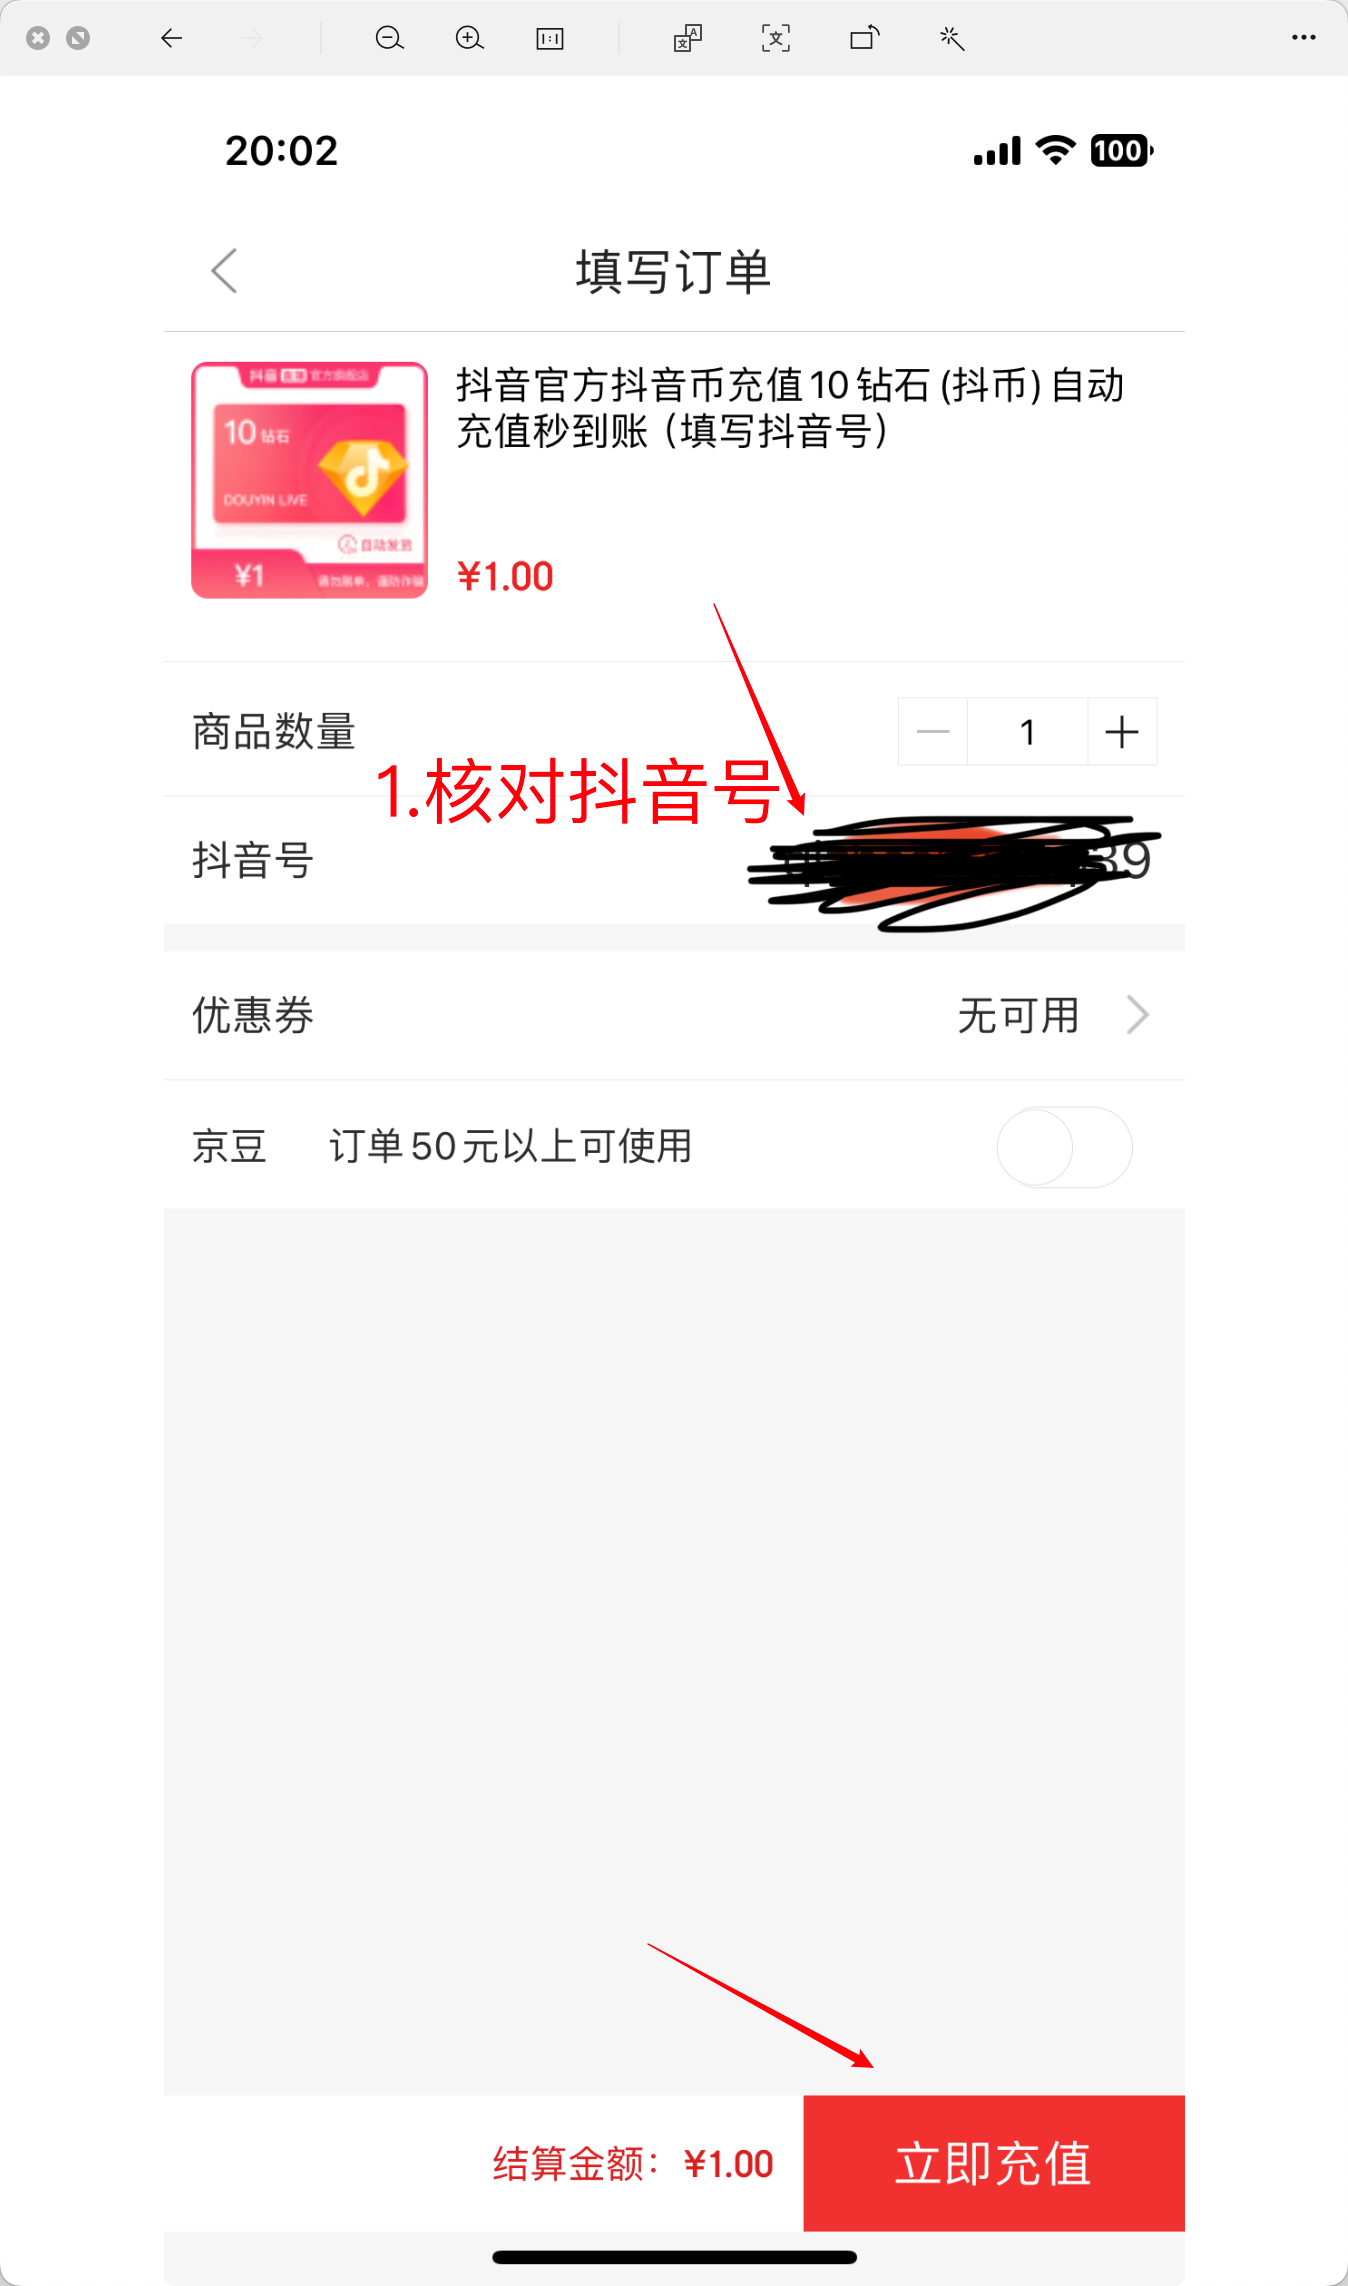 20:02
100
填写订单
抖音 官方旗舰店
10钻石
DOUYIN LIVE
自动发货
¥1
请勿刷单，谨防诈骗
抖音官方抖音币充值10钻石(抖币)自动
充值秒到账（填写抖音号）
¥1.00
商品数量
1
1.核对抖音号
抖音号
39
优惠券
无可用
京豆
订单50元以上可使用
结算金额：¥1.00
立即充值